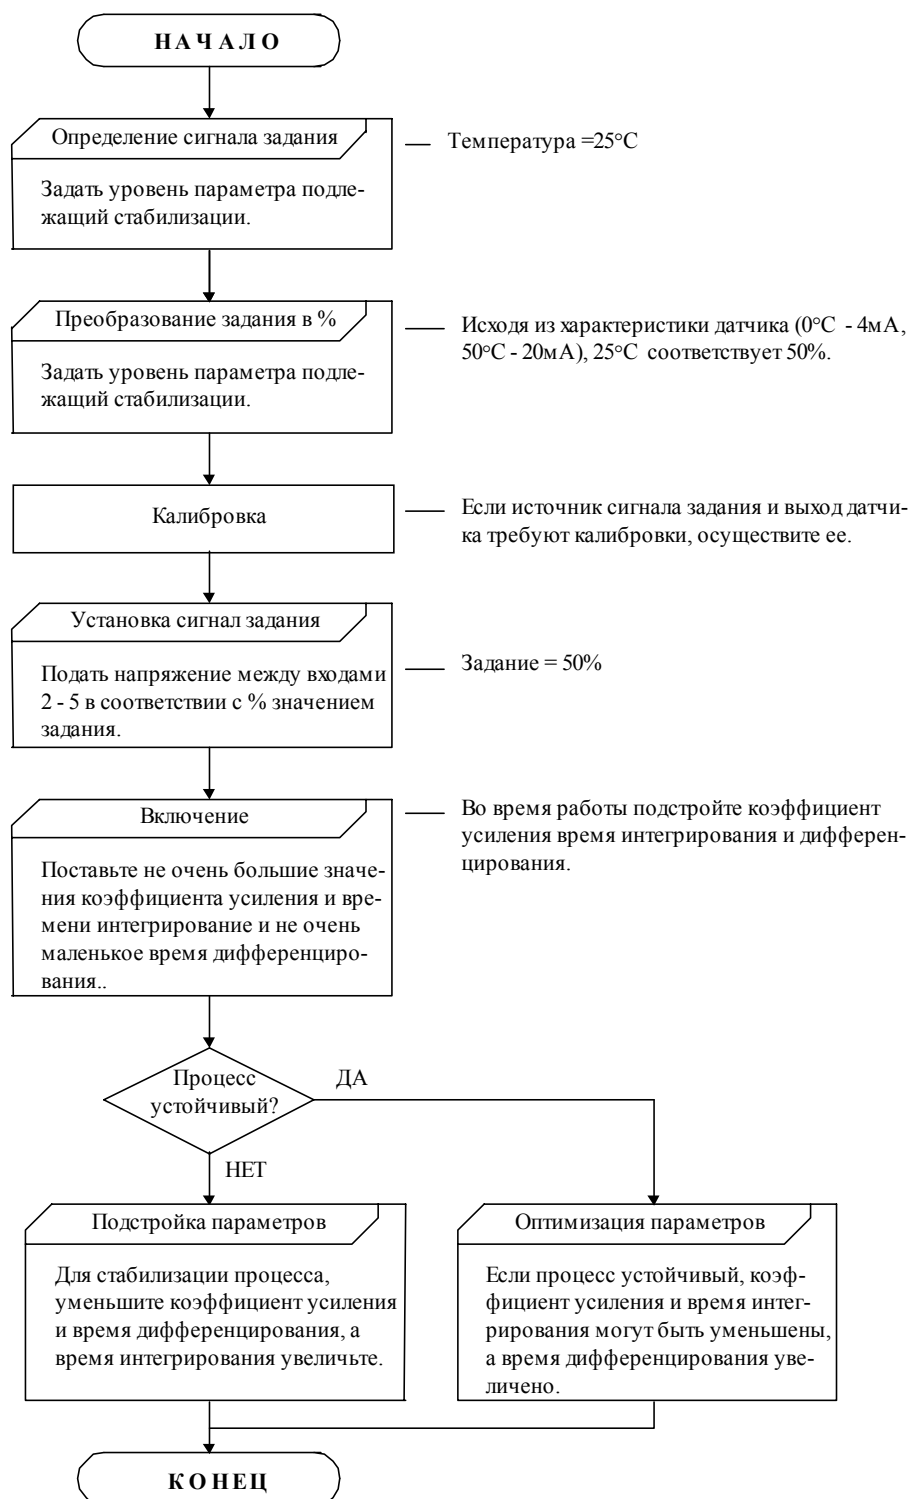 НАЧАЛО
Определение сигнала задания
Температура =25°C
Задать уровень параметра подле-
жащий стабилизации.
Преобразование задания в %
Исходя из характеристики датчика (0°C - 4мА,
50°C - 20мА), 25°C соответствует 50%.
Задать уровень параметра подле-
жащий стабилизации.
Калибровка
Если источник сигнала задания и выход датчи-
ка требуют калибровки, осуществите ее.
Установка сигнал задания
Подать напряжение между входами
2 - 5 в соответствии с % значением
задания.
Задание = 50%
Включение
Во время работы подстройте коэффициент
усиления время интегрирования и дифферен-
цирования.
Поставьте не очень большие значе-
ния коэффициента усиления и вре-
мени интегрирование и не очень
маленькое время дифференциро-
вания..
Процесс
устойчивый?
ДА
НЕТ
Подстройка параметров
Для стабилизации процесса,
уменьшите коэффициент усиления
и время дифференцирования, а
время интегрирования увеличьте.
Оптимизация параметров
Если процесс устойчивый, коэф-
фициент усиления и время интег-
рирования могут быть уменьшены,
а время дифференцирования уве-
личено.
КОНЕЦ